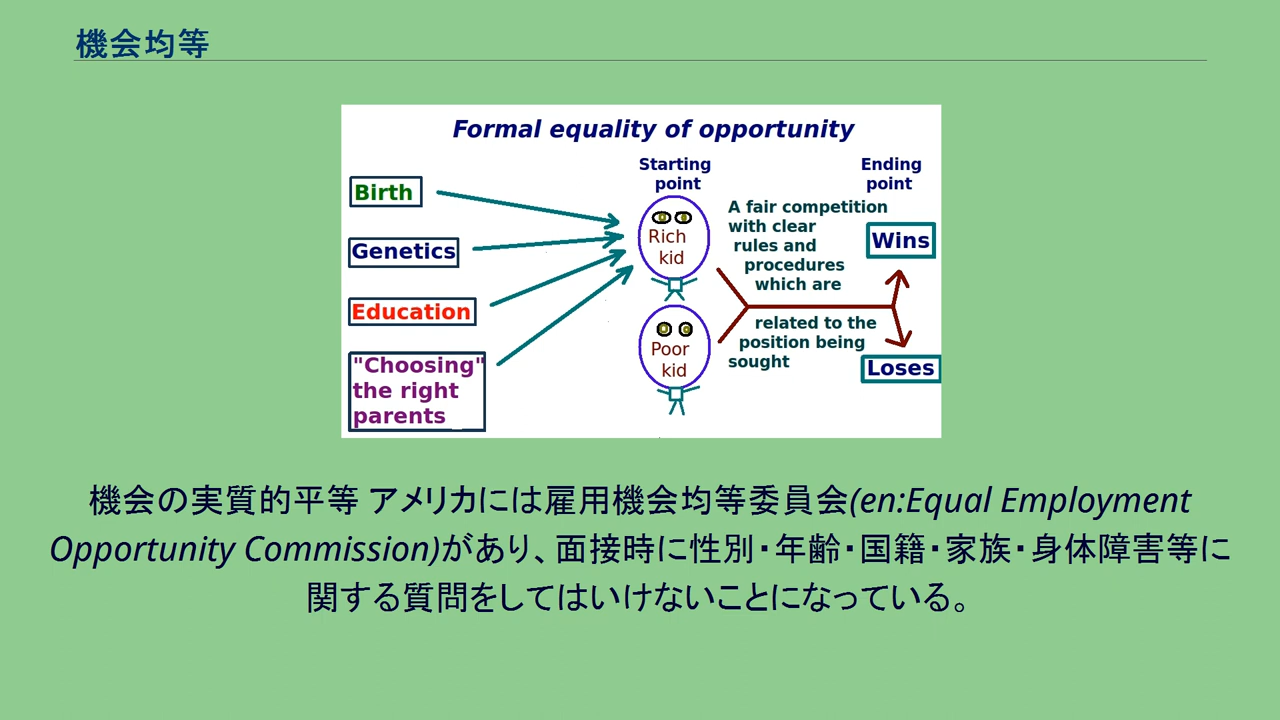 機会均等
Formal equality of opportunity
Starting
point
Ending
point
Birth
Genetics
Education
"Choosing"
the right
parents
Rich
kid
Poor
kid
A fair competition
with clear
rules and
procedures
which are
related to the
position being
sought
Wins
Loses
機会の実質的平等 アメリカには雇用機会均等委員会(en:Equal Employment
Opportunity Commission)があり、面接時に性別・年齢・国籍・家族・身体障害等に
関する質問をしてはいけないことになっている。